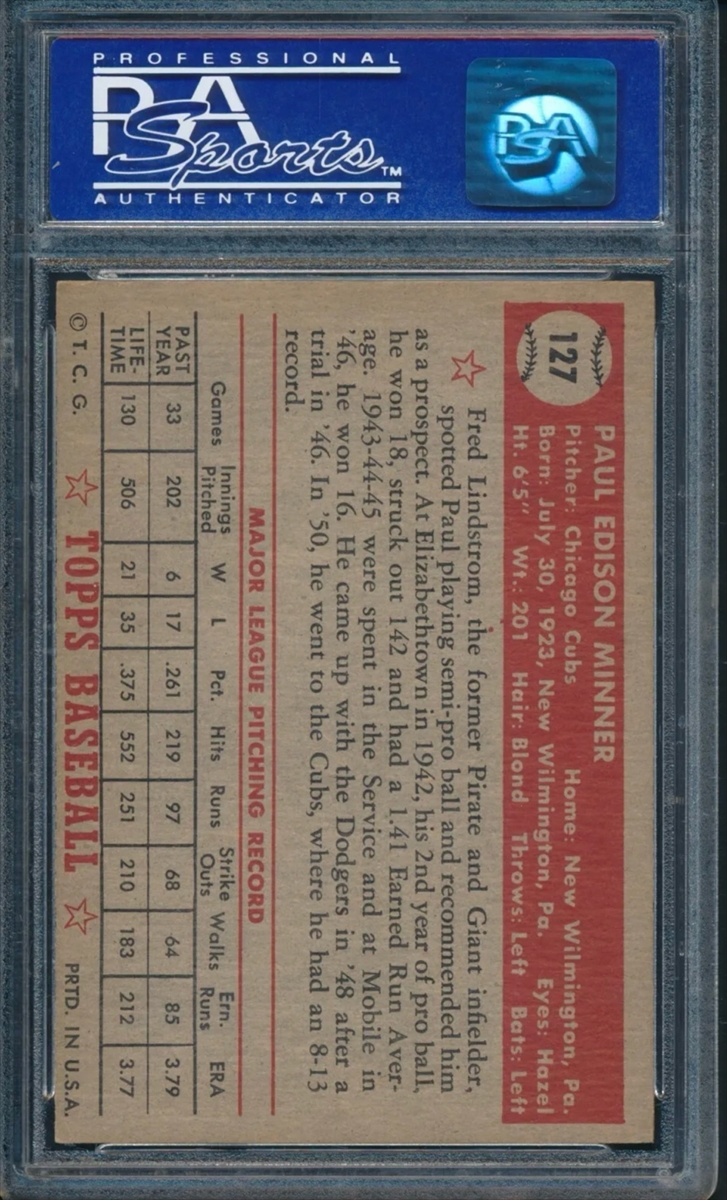 PROFESSIONAL
PSA
Sports™
AUTHENTICATOR
PSA
127
PAUL EDISON MINNER
Pitcher: Chicago Cubs Home: New Wilmington, Pa.
Born: July 30, 1923, New Wilmington, Pa. Eyes: Hazel
Ht. 6'5" Wt.: 201 Hair: Blond Throws: Left Bats: Left
Fred Lindstrom, the former Pirate and Giant infielder,
spotted Paul playing semi-pro ball and recommended him
as a prospect. At Elizabethtown in 1942, his 2nd year of pro ball,
he won 18, struck out 142 and had a 1.41 Earned Run Aver-
age. 1943-44-45 were spent in the Service and at Mobile in
'46, he won 16. He came up with the Dodgers in '48 after a
trial in '46. In '50, he went to the Cubs, where he had an 8-13
record.
MAJOR LEAGUE PITCHING RECORD
Games Innings Pitched W L Pct. Hits Runs Strike Outs Walks Ern. Runs ERA
PAST YEAR 33 202 6 17 .261 219 97 68 64 85 3.79
LIFE-TIME 130 506 21 35 .375 552 251 210 183 212 3.77
© T. C. G. TOPPS BASEBALL PRTD. IN U.S.A.